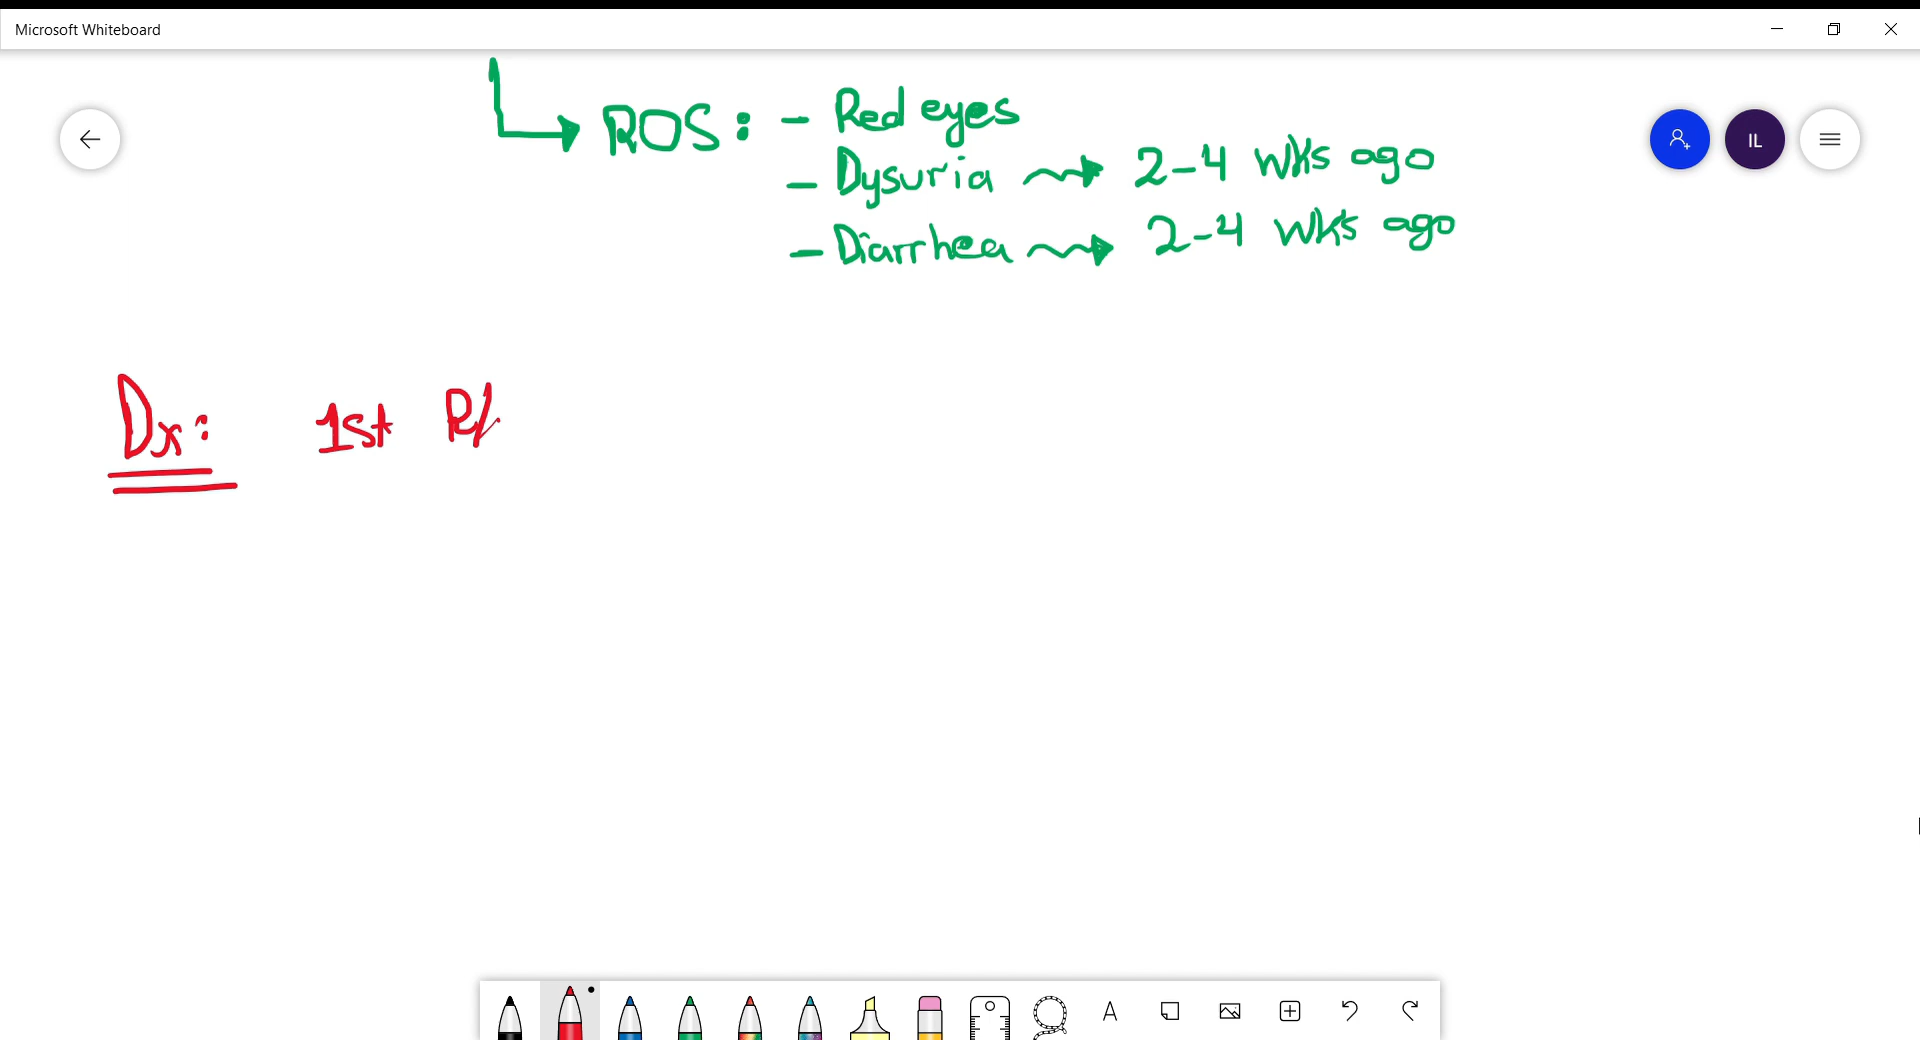 Microsoft Whiteboard
ROS: - Red eyes
- Dysuria → 2-4 wks ago
- Diarrhea → 2-4 wks ago
IL
Dx: 1st R/